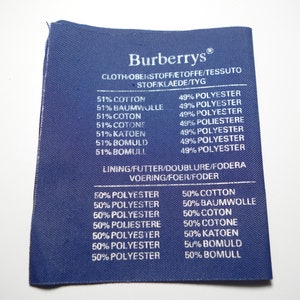 Burberrys®
CLOTH/OBERSTOFF/ETOFFE/TESSUTO
STOF/KLAEDE/TYG
51% COTTON 49% POLYESTER
51% BAUMWOLLE 49% POLYESTER
51% COTON 49% POLYESTER
51% COTONE 49% POLIESTERE
51% KATOEN 49% POLYESTER
51% BOMULD 49% POLYESTER
51% BOMULL 49% POLYESTER
LINING/FUTTER/DOUBLURE/FODERA
VOERING/FOER/FODER
50% POLYESTER 50% COTTON
50% POLYESTER 50% BAUMWOLLE
50% POLYESTER 50% COTON
50% POLIESTERE 50% COTONE
50% POLYESTER 50% KATOEN
50% POLYESTER 50% BOMULD
50% POLYESTER 50% BOMULL